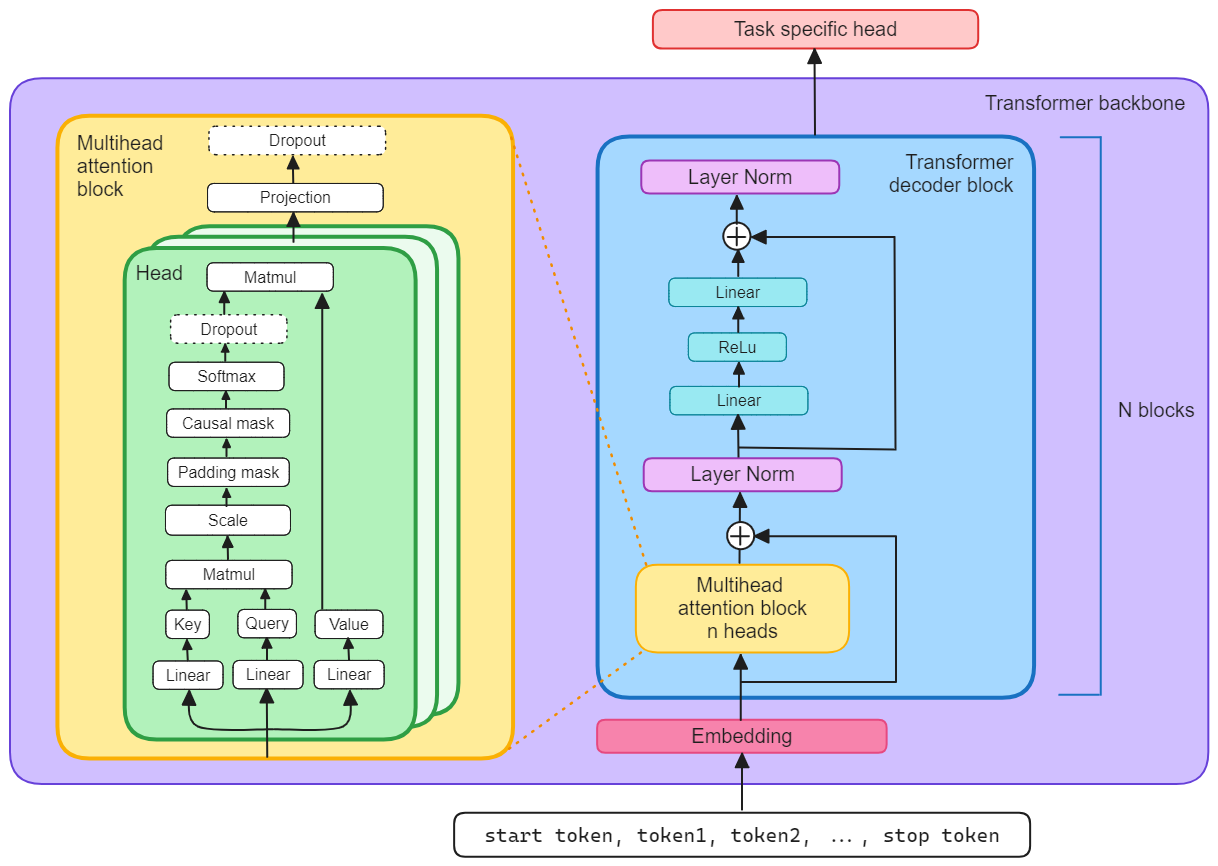 Task specific head
Transformer backbone
Multihead
attention
block
Dropout
Projection
Head
Matmul
Dropout
Softmax
Causal mask
Padding mask
Scale
Matmul
Key
Query
Value
Linear
Linear
Linear
Transformer
decoder block
Layer Norm
Linear
ReLu
Linear
Layer Norm
Multihead
attention block
n heads
N blocks
Embedding
start token, token1, token2, ..., stop token